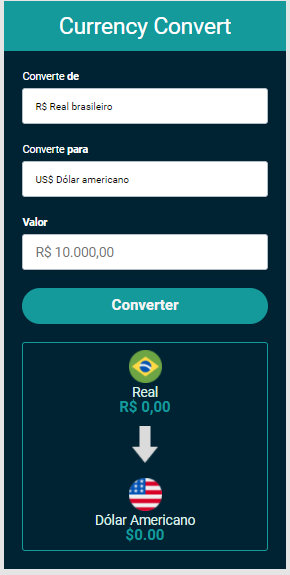 Currency Convert
Converte de
R$ Real brasileiro
Converte para
US$ Dólar americano
Valor
R$ 10.000,00
Converter
Real
R$ 0,00
Dólar Americano
$0.00